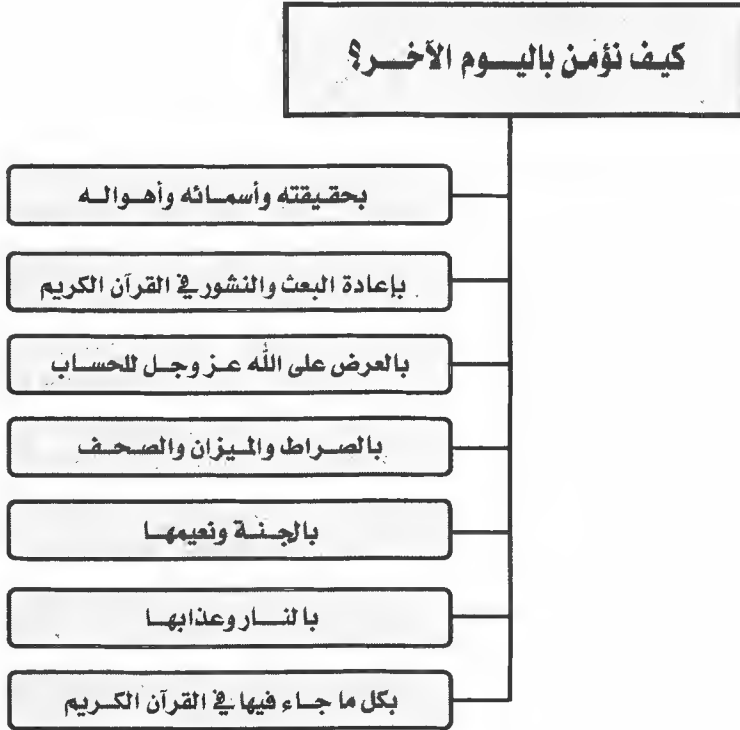 كيف نؤمن باليوم الآخر؟
بحقيقته وأسمائه وأهواله
بإعادة البعث والنشور في القرآن الكريم
بالعرض على الله عز وجل للحساب
بالصراط والميزان والصحف
بالجنة ونعيمها
بالنار وعذابها
بكل ما جاء فيها في القرآن الكريم